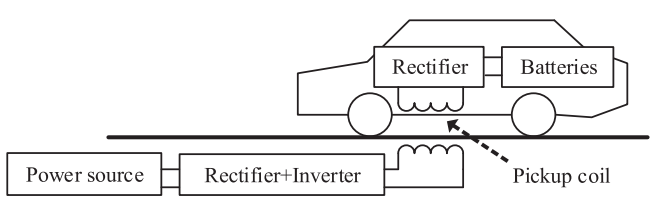 Rectifier
Batteries
Power source
Rectifier+Inverter
Pickup coil